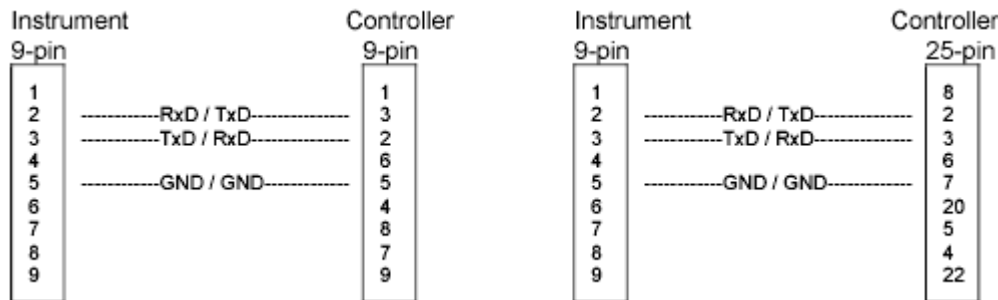 Instrument Controller Instrument Controller
9-pin 9-pin 9-pin 25-pin
1 1 1 8
2 ------------RxD / TxD--------------- 3 2 ------------RxD / TxD--------------- 2
3 ------------TxD / RxD--------------- 2 3 ------------TxD / RxD--------------- 3
4 6 4 6
5 ------------GND / GND------------- 5 5 ------------GND / GND------------- 7
6 4 6 20
7 8 7 5
8 7 8 4
9 9 9 22